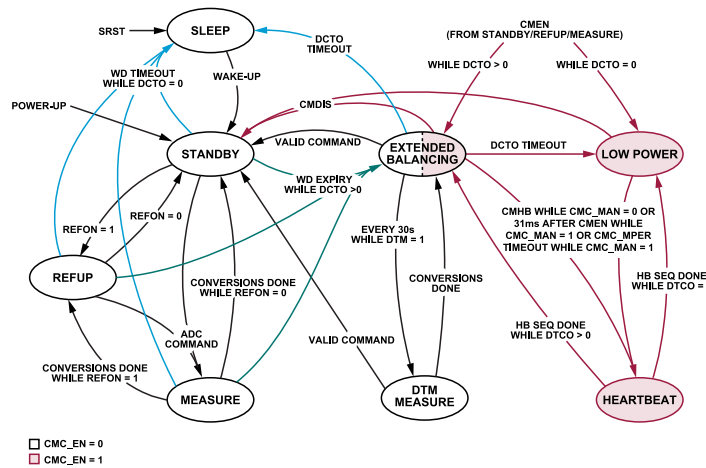 CMEN
(FROM STANDBY/REFUP/MEASURE)
SRST
SLEEP
DCTO
TIMEOUT
WHILE DCTO > 0
WHILE DCTO = 0
WD TIMEOUT
WHILE DCTO = 0
WAKE-UP
POWER-UP
CMDIS
STANDBY
VALID COMMAND
EXTENDED
BALANCING
DCTO TIMEOUT
LOW POWER
WD EXPIRY
WHILE DCTO >0
REFON = 1
REFON = 0
EVERY 30s
WHILE DTM = 1
CMHB WHILE CMC_MAN = 0 OR
31ms AFTER CMEN WHILE
CMC_MAN = 1 OR CMC_MPER
TIMEOUT WHILE CMC_MAN = 1
REFUP
CONVERSIONS DONE
WHILE REFON = 0
CONVERSIONS
DONE
HB SEQ DONE
WHILE DTCO =
HB SEQ DONE
WHILE DTCO > 0
ADC
COMMAND
VALID COMMAND
CONVERSIONS DONE
WHILE REFON = 1
MEASURE
DTM
MEASURE
HEARTBEAT
CMC_EN = 0
CMC_EN = 1